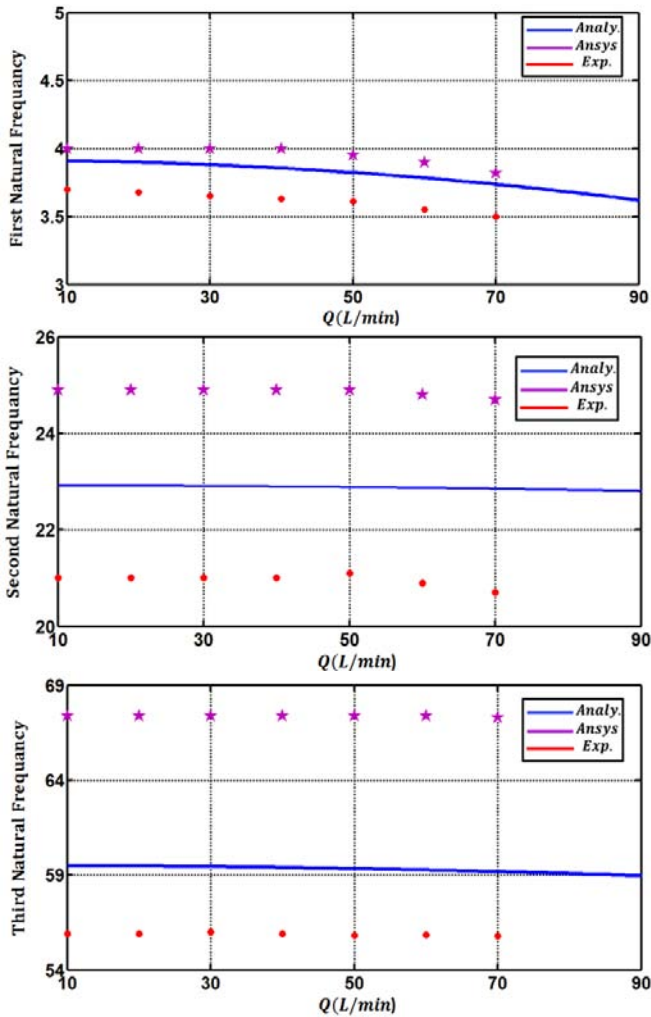 5
Analy.
Ansys
Exp.
4.5
4
3.5
3
First Natural Frequancy
10 30 50 70 90
Q(L/min)
26
Analy.
Ansys
Exp.
24
22
20
Second Natural Frequancy
10 30 50 70 90
Q(L/min)
69
Analy.
Ansys
Exp.
64
59
54
Third Natural Frequancy
10 30 50 70 90
Q(L/min)